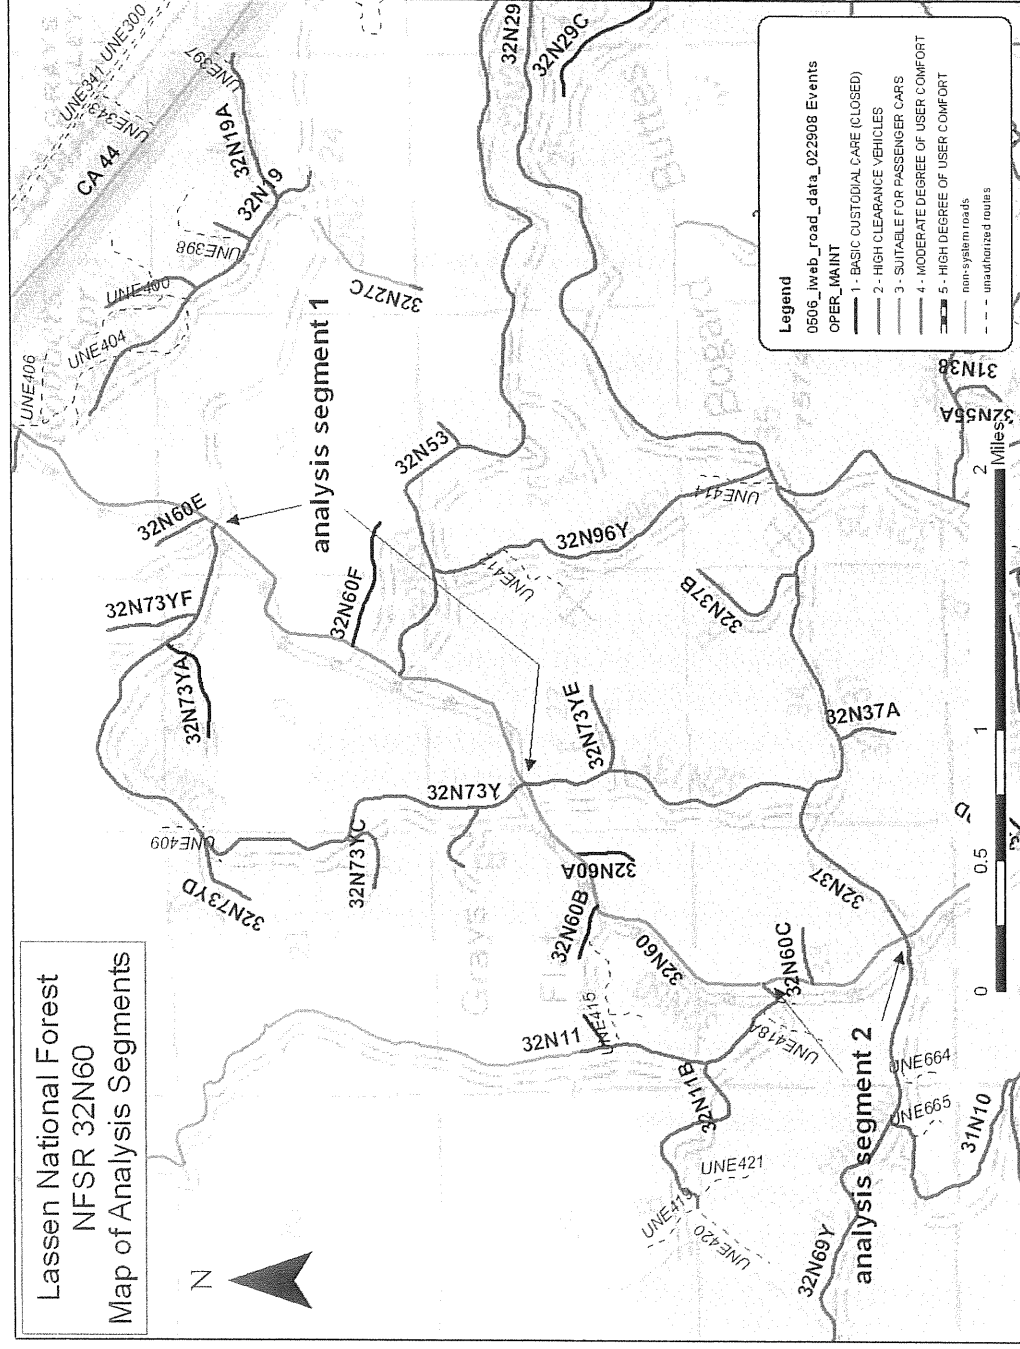 Lassen National Forest
NFSR 32N60
Map of Analysis Segments
N
UNE406
UNE404
UNE400
UNE398
CA 44
UNE343
UNE341
UNE300
UNE397
32N19A
32N19
32N27C
32N60E
32N73YF
32N73YA
UNE409
32N73YD
32N73YC
32N73Y
32N60F
analysis segment 1
32N53
32N29
32N29C
32N96Y
UNE414
32N37B
32N73YE
32N37A
32N60A
32N60B
32N60
32N60C
32N37
UNE415
32N11
32N11B
UNE418A
UNE421
UNE419
UNE420
analysis segment 2
32N69Y
UNE664
UNE665
31N10
31N38
32N55A
Butte
Bogard
Legend
0506_iweb_road_data_022908 Events
OPER_MAINT
1 - BASIC CUSTODIAL CARE (CLOSED)
2 - HIGH CLEARANCE VEHICLES
3 - SUITABLE FOR PASSENGER CARS
4 - MODERATE DEGREE OF USER COMFORT
5 - HIGH DEGREE OF USER COMFORT
non-system roads
unauthorized routes
0 0.5 1 2
Miles